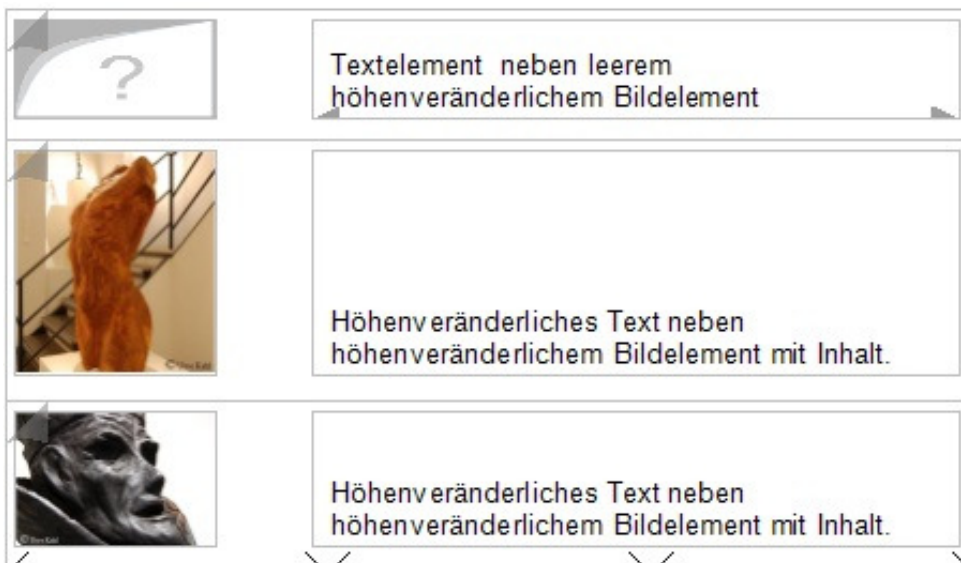 ?
Textelement neben leerem
höhenveränderlichem Bildelement
Höhenveränderliches Text neben
höhenveränderlichem Bildelement mit Inhalt.
Höhenveränderliches Text neben
höhenveränderlichem Bildelement mit Inhalt.